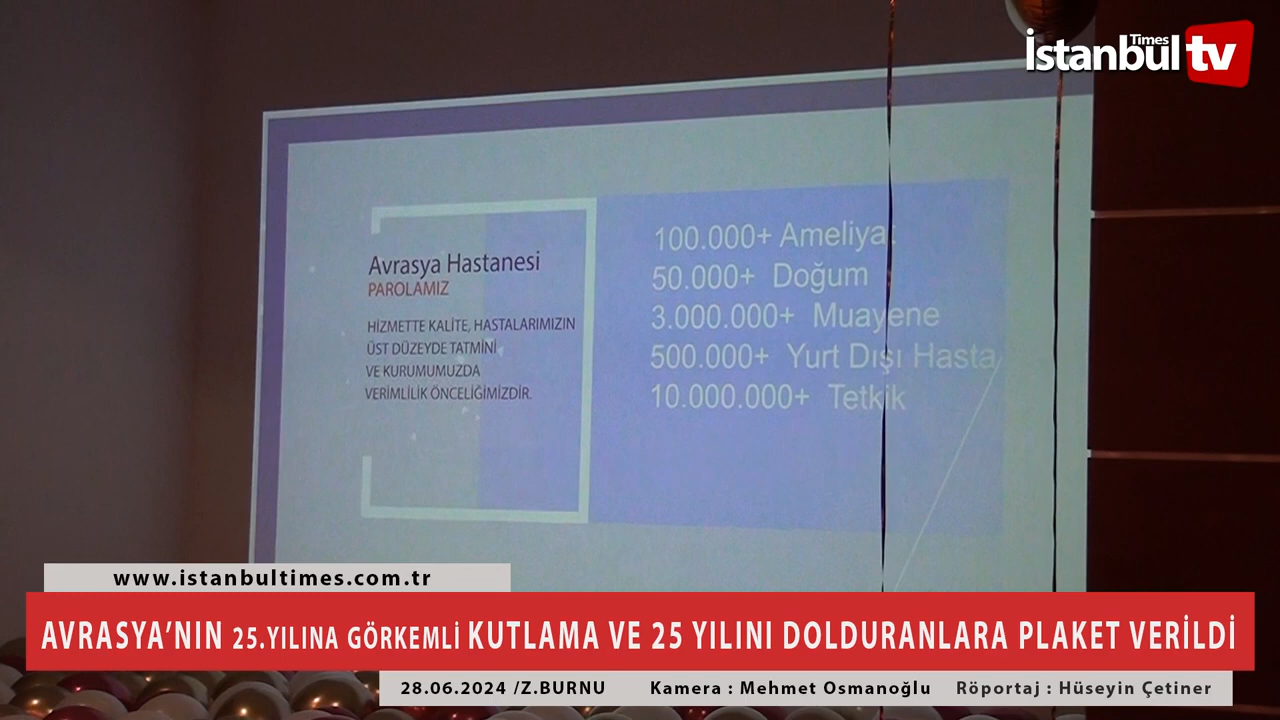 İstanbul Times tv
Avrasya Hastanesi
PAROLAMIZ
HİZMETTE KALİTE, HASTALARIMIZIN
ÜST DÜZEYDE TATMİNİ
VE KURUMUMUZDA
VERİMLİLİK ÖNCELİĞİMİZDİR.
100.000+ Ameliyat
50.000+ Doğum
3.000.000+ Muayene
500.000+ Yurt Dışı Hasta
10.000.000+ Tetkik
www.istanbultimes.com.tr
AVRASYA’NIN 25.YILINA GÖRKEMLİ KUTLAMA VE 25 YILINI DOLDURANLARA PLAKET VERİLDİ
28.06.2024 /Z.BURNU Kamera : Mehmet Osmanoğlu Röportaj : Hüseyin Çetiner